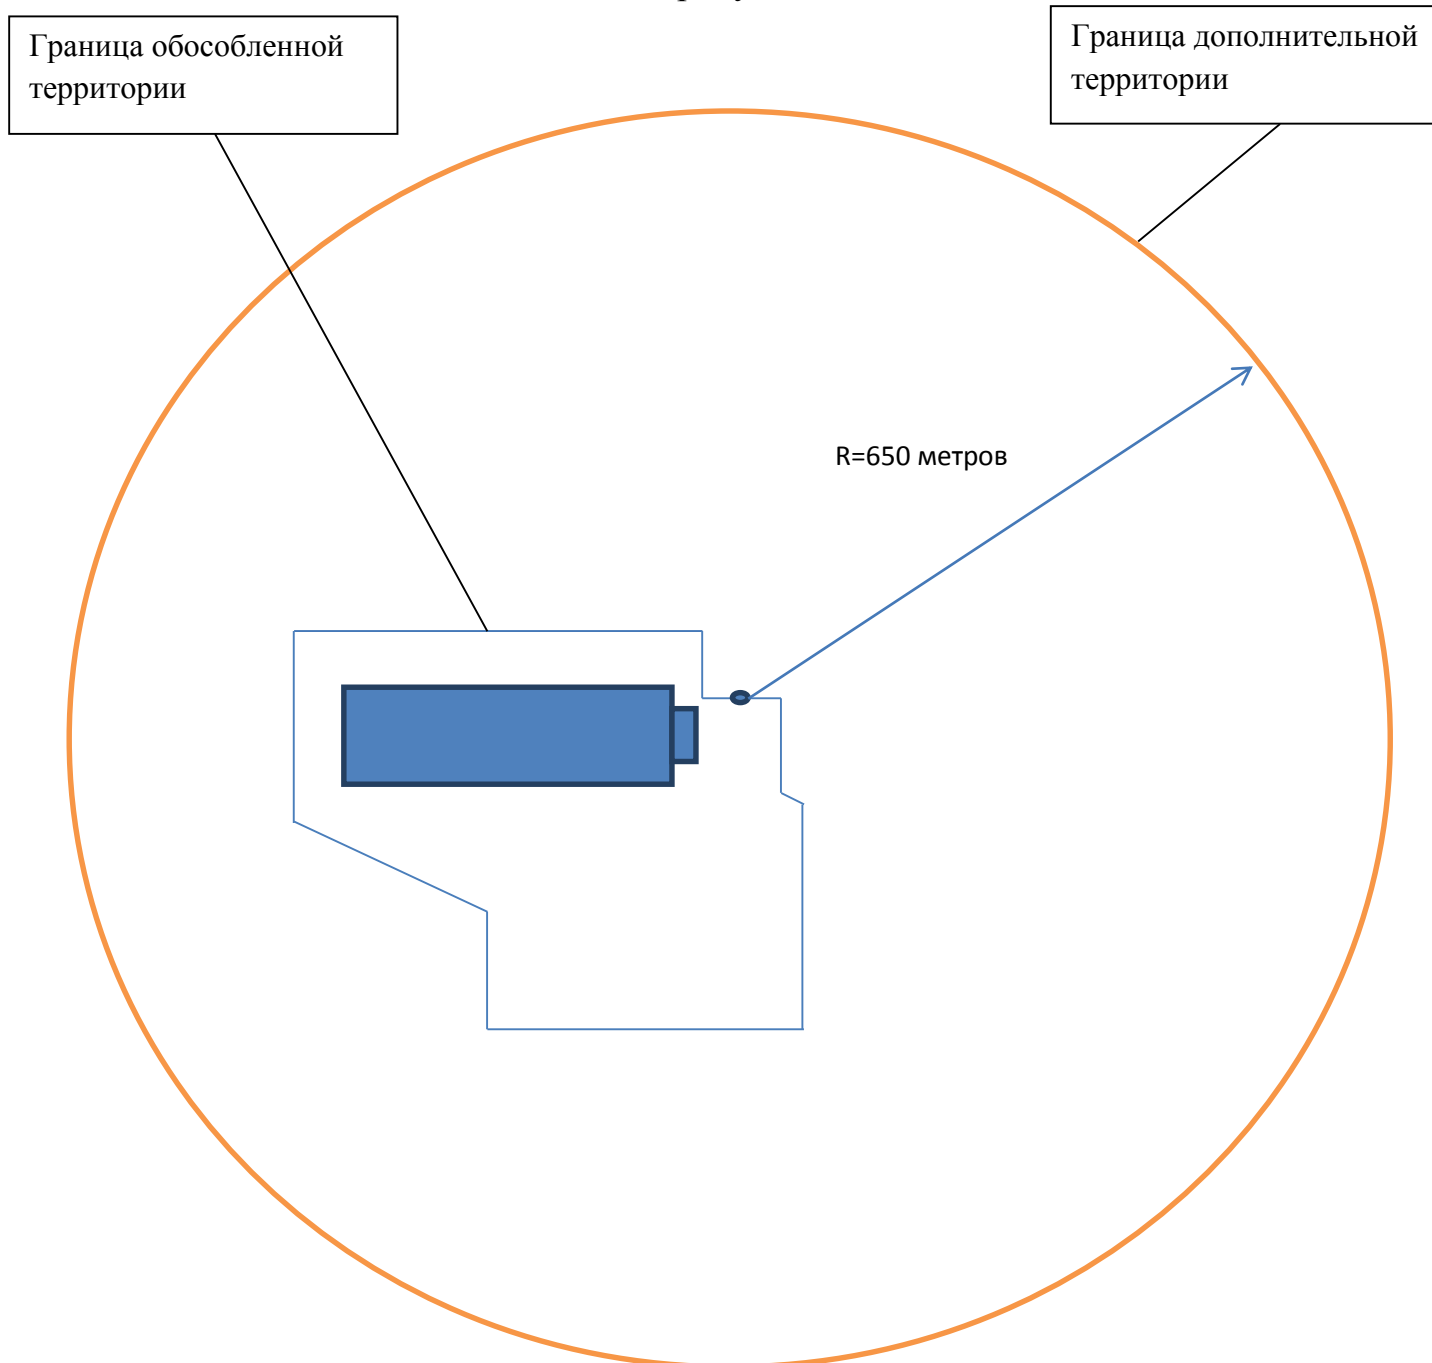 Граница обособленной
территории
Граница дополнительной
территории
R=650 метров